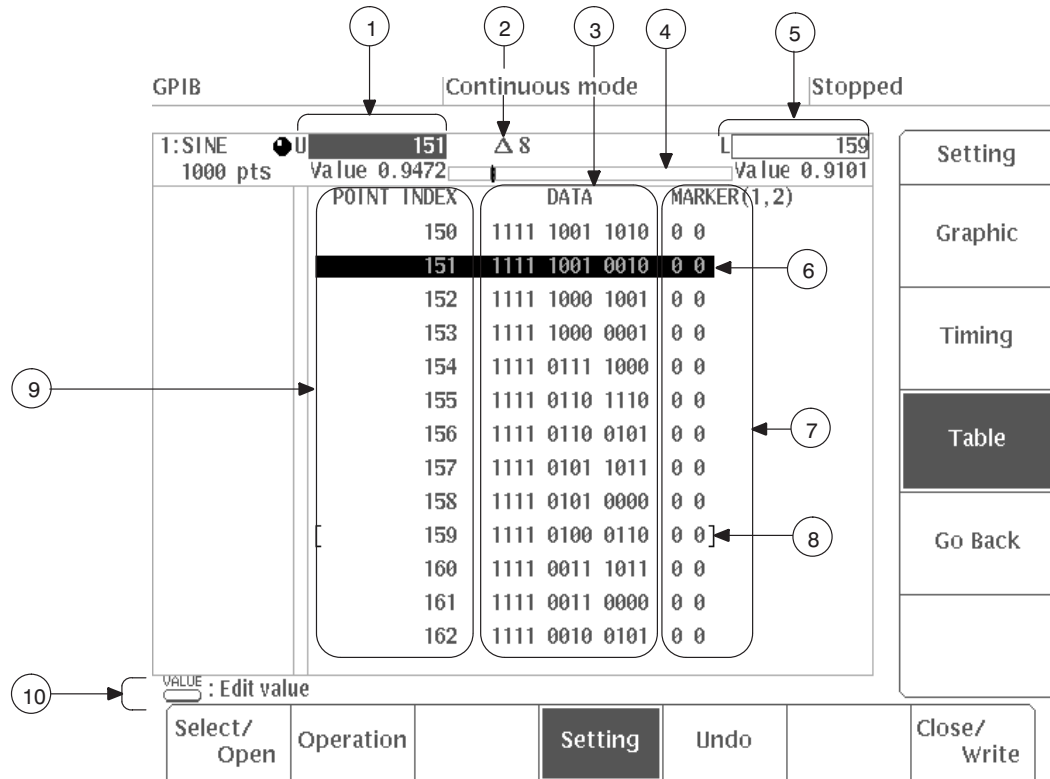 1 2 3 4 5
GPIB Continuous mode Stopped
1:SINE U 151 Δ 8 L 159
1000 pts Value 0.9472 Value 0.9101
POINT INDEX DATA MARKER(1,2)
150 1111 1001 1010 0 0
151 1111 1001 0010 0 0
152 1111 1000 1001 0 0
153 1111 1000 0001 0 0
154 1111 0111 1000 0 0
155 1111 0110 1110 0 0
156 1111 0110 0101 0 0
157 1111 0101 1011 0 0
158 1111 0101 0000 0 0
[ 159 1111 0100 0110 0 0]
160 1111 0011 1011 0 0
161 1111 0011 0000 0 0
162 1111 0010 0101 0 0
6
7
8
9
10
VALUE : Edit value
Setting
Graphic
Timing
Table
Go Back
Select/
Open
Operation
Setting
Undo
Close/
Write